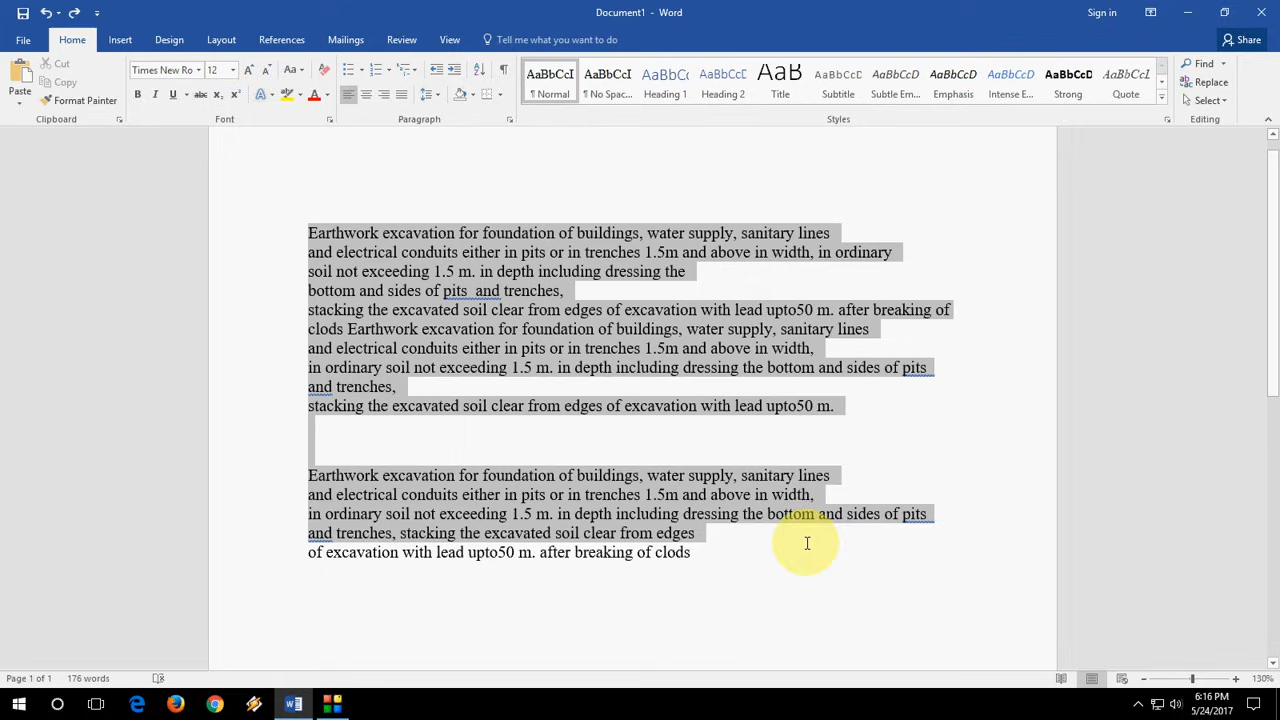 Document1 - Word
Sign in
File Home Insert Design Layout References Mailings Review View Tell me what you want to do Share
Cut
Copy
Paste
Format Painter
Clipboard
Times New Ro 12
Font
Paragraph
AaBbCcI AaBbCcI AaBbCc AaBbCcD AaB AaBbCcD AaBbCcD AaBbCcD AaBbCcD AaBbCcI AaBbCcI
¶ Normal ¶ No Spac... Heading 1 Heading 2 Title Subtitle Subtle Em... Emphasis Intense E... Strong Quote
Styles
Find
Replace
Select
Editing
Earthwork excavation for foundation of buildings, water supply, sanitary lines
and electrical conduits either in pits or in trenches 1.5m and above in width, in ordinary
soil not exceeding 1.5 m. in depth including dressing the
bottom and sides of pits  and trenches,
stacking the excavated soil clear from edges of excavation with lead upto50 m. after breaking of
clods Earthwork excavation for foundation of buildings, water supply, sanitary lines
and electrical conduits either in pits or in trenches 1.5m and above in width,
in ordinary soil not exceeding 1.5 m. in depth including dressing the bottom and sides of pits
and trenches,
stacking the excavated soil clear from edges of excavation with lead upto50 m.
Earthwork excavation for foundation of buildings, water supply, sanitary lines
and electrical conduits either in pits or in trenches 1.5m and above in width,
in ordinary soil not exceeding 1.5 m. in depth including dressing the bottom and sides of pits
and trenches, stacking the excavated soil clear from edges
of excavation with lead upto50 m. after breaking of clods
Page 1 of 1 176 words
130%
6:16 PM
5/24/2017